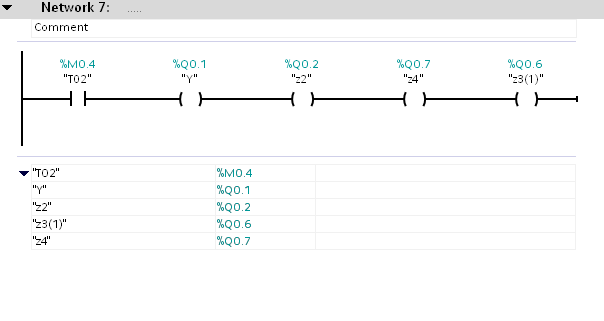 Network 7: .....
Comment
%M0.4 %Q0.1 %Q0.2 %Q0.7 %Q0.6
"T02" "Y" "z2" "z4" "z3(1)"
"T02" %M0.4
"Y" %Q0.1
"z2" %Q0.2
"z3(1)" %Q0.6
"z4" %Q0.7